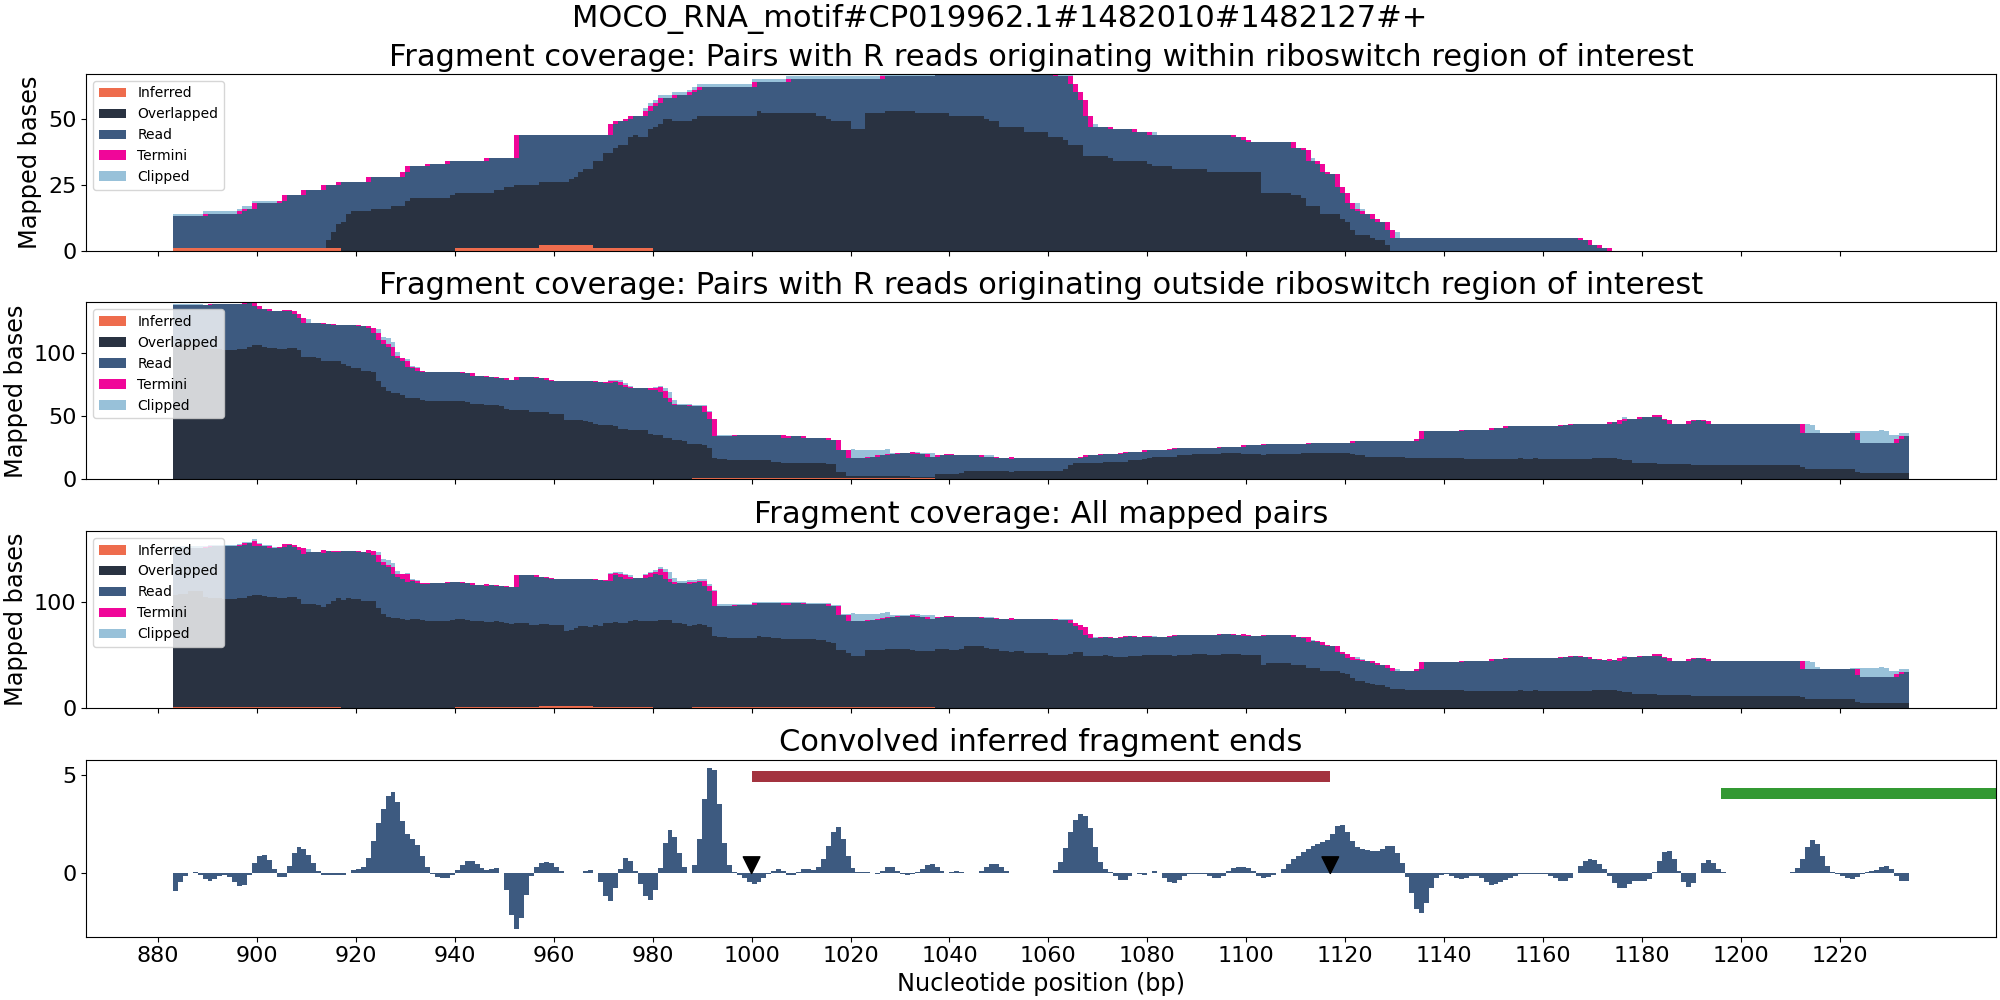 MOCO_RNA_motif#CP019962.1#1482010#1482127#+
Fragment coverage: Pairs with R reads originating within riboswitch region of interest
Mapped bases
50
25
0
Inferred
Overlapped
Read
Termini
Clipped
Fragment coverage: Pairs with R reads originating outside riboswitch region of interest
Mapped bases
100
50
0
Inferred
Overlapped
Read
Termini
Clipped
Fragment coverage: All mapped pairs
Mapped bases
100
0
Inferred
Overlapped
Read
Termini
Clipped
Convolved inferred fragment ends
5
0
880 900 920 940 960 980 1000 1020 1040 1060 1080 1100 1120 1140 1160 1180 1200 1220
Nucleotide position (bp)